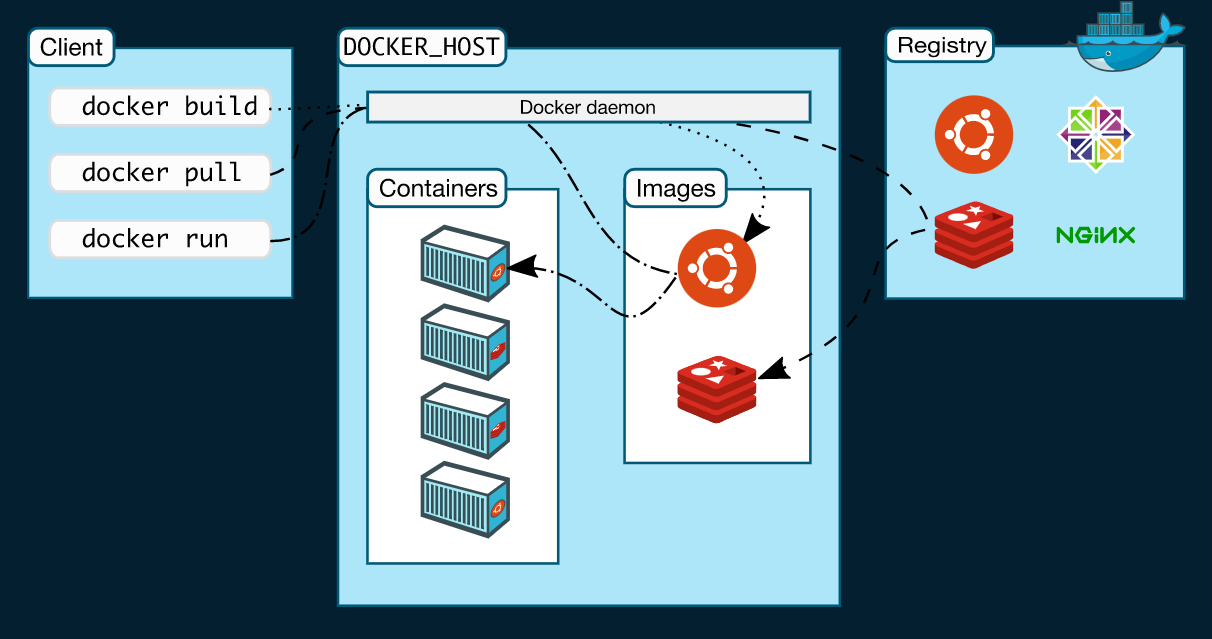 Client
docker build
docker pull
docker run
DOCKER_HOST
Docker daemon
Containers
Images
Registry
NGiNX